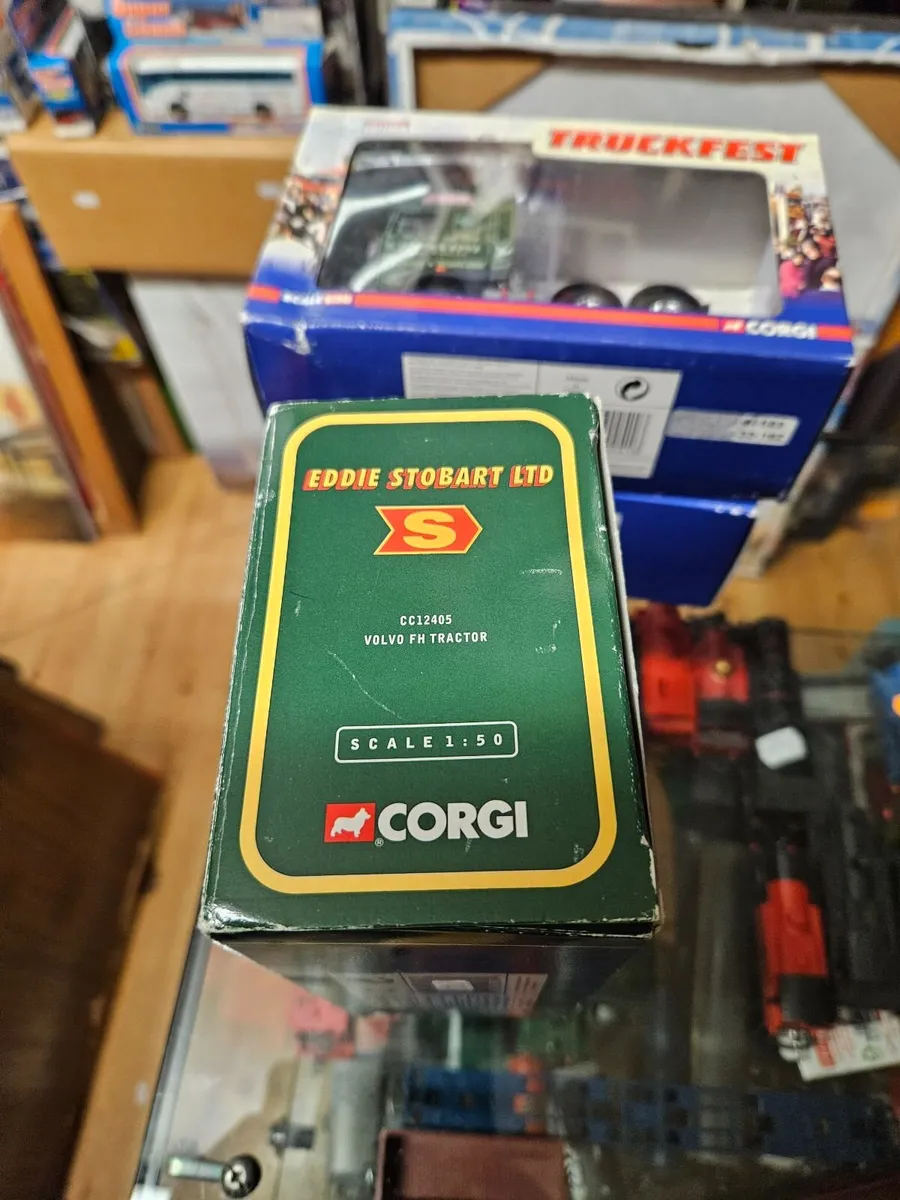 TRUCKFEST
CORGI
EDDIE STOBART LTD
S
CC12405
VOLVO FH TRACTOR
SCALE 1:50
® CORGI